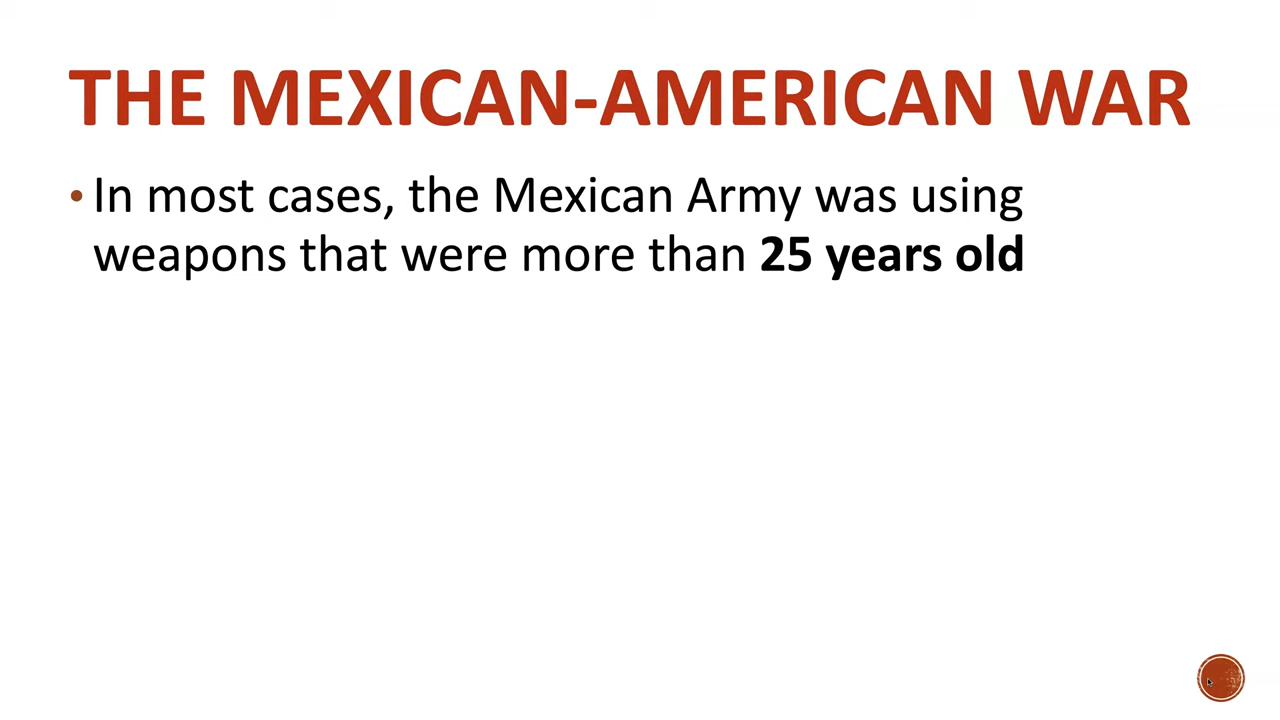 THE MEXICAN-AMERICAN WAR
• In most cases, the Mexican Army was using
weapons that were more than 25 years old